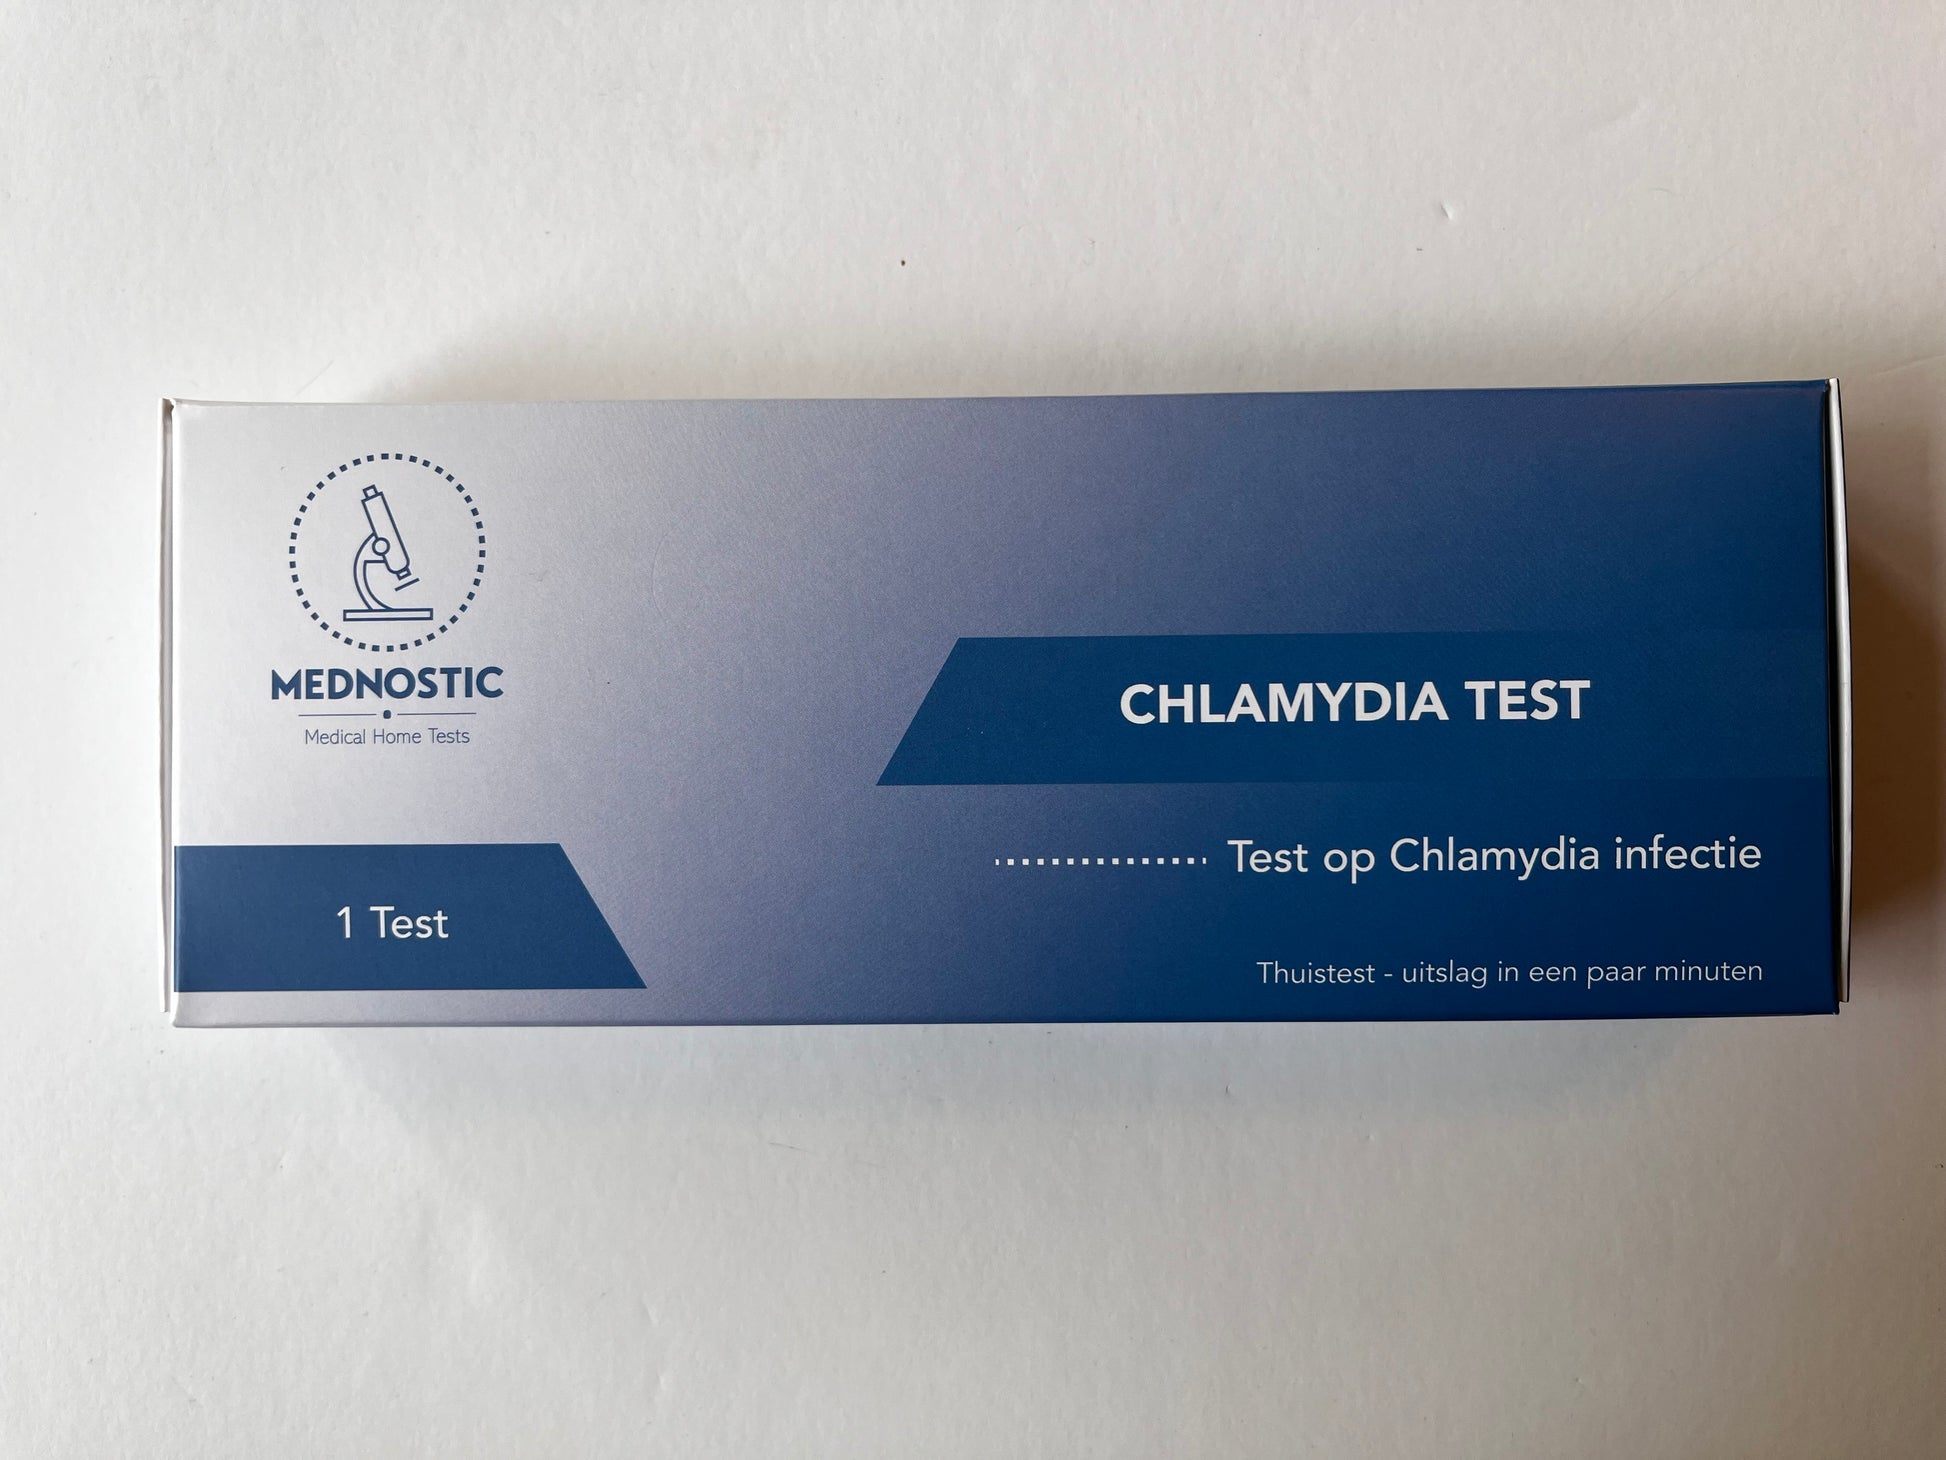 MEDNOSTIC
Medical Home Tests
1 Test
CHLAMYDIA TEST
Test op Chlamydia infectie
Thuistest - uitslag in een paar minuten